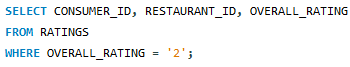 SELECT CONSUMER_ID, RESTAURANT_ID, OVERALL_RATING
FROM RATINGS
WHERE OVERALL_RATING = '2';